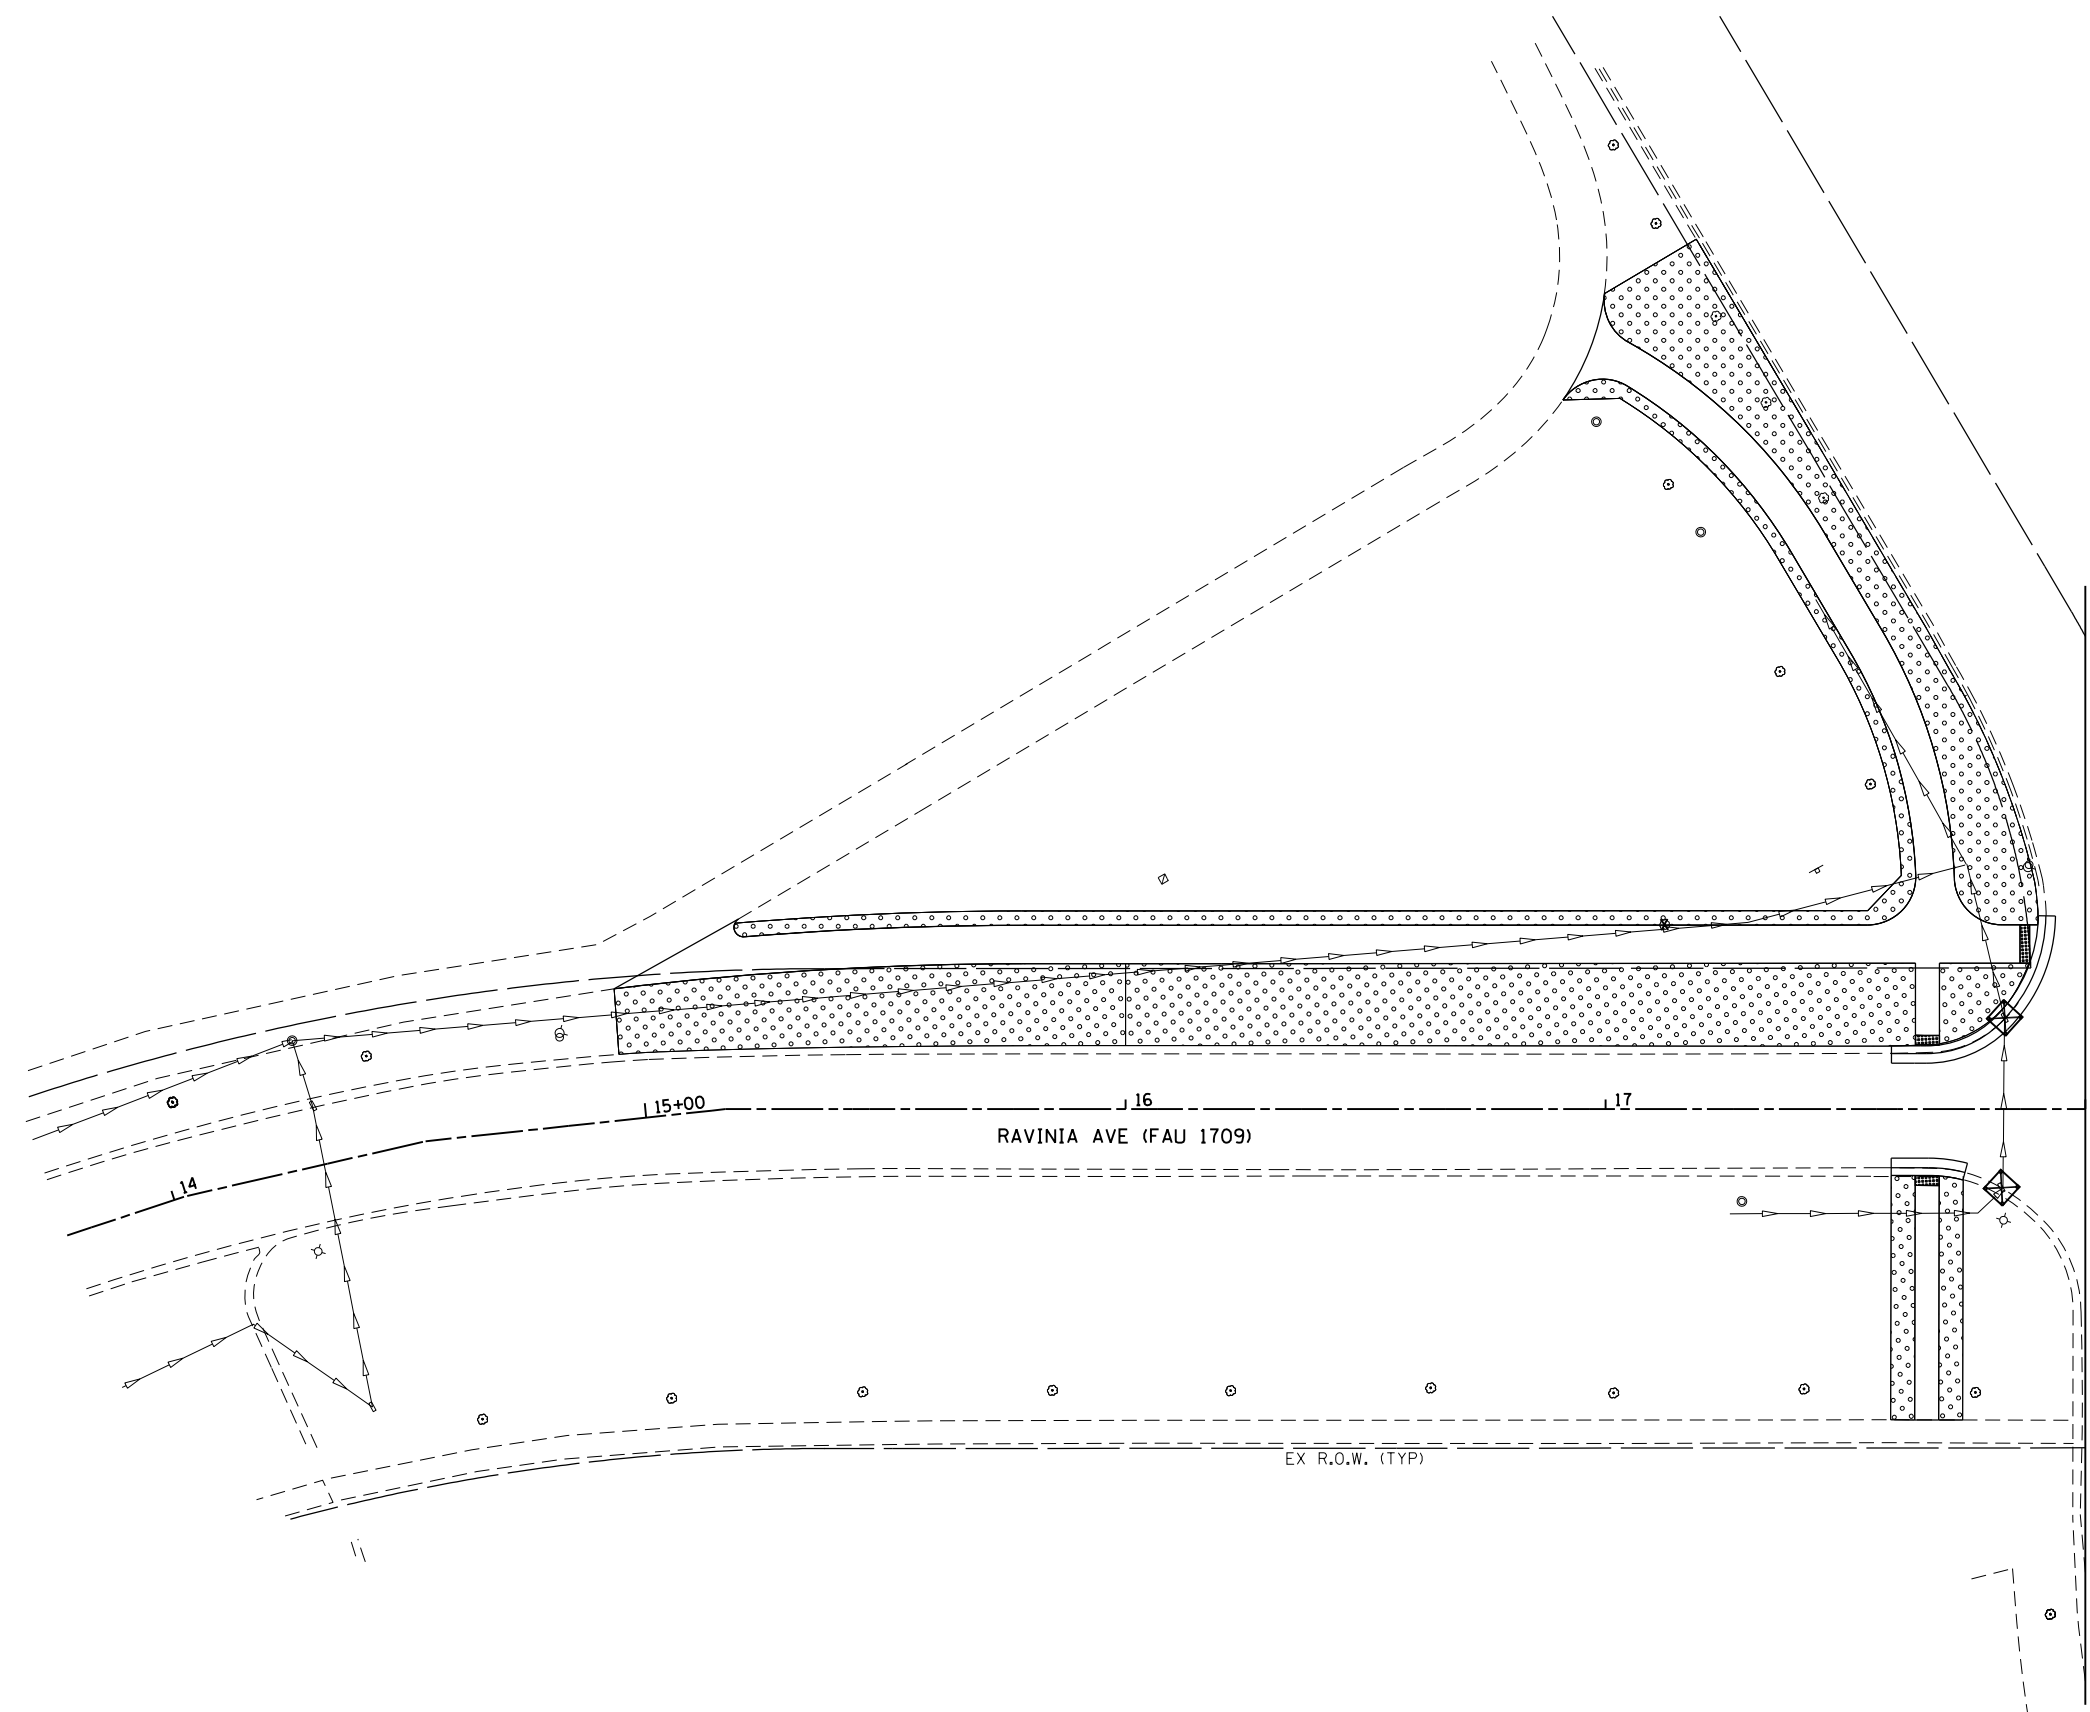 15+00
16
17
RAVINIA AVE (FAU 1709)
14
EX R.O.W. (TYP)